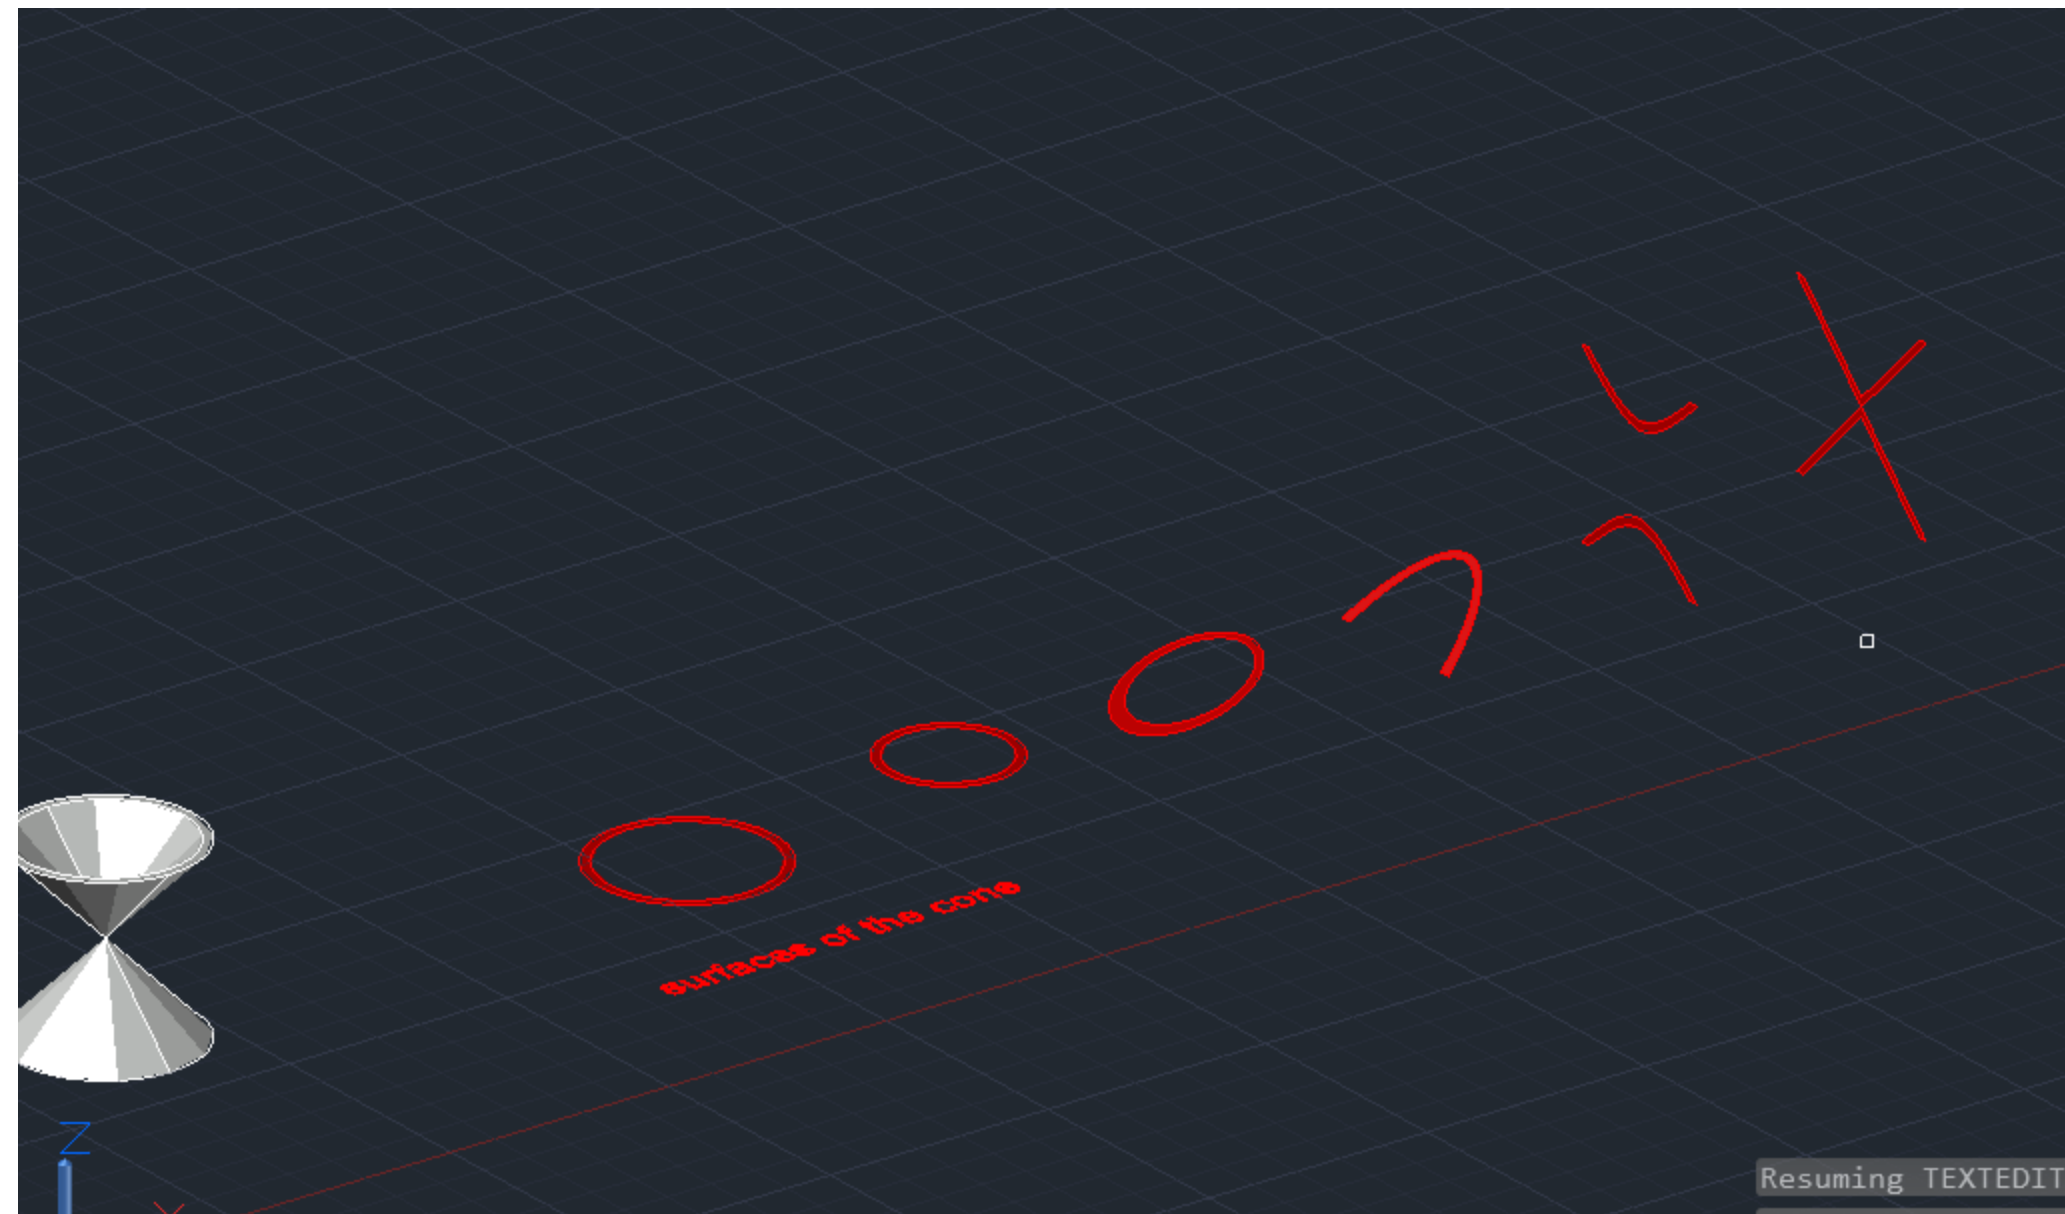 surfaces of the cone
Z
X
Resuming TEXTEDIT